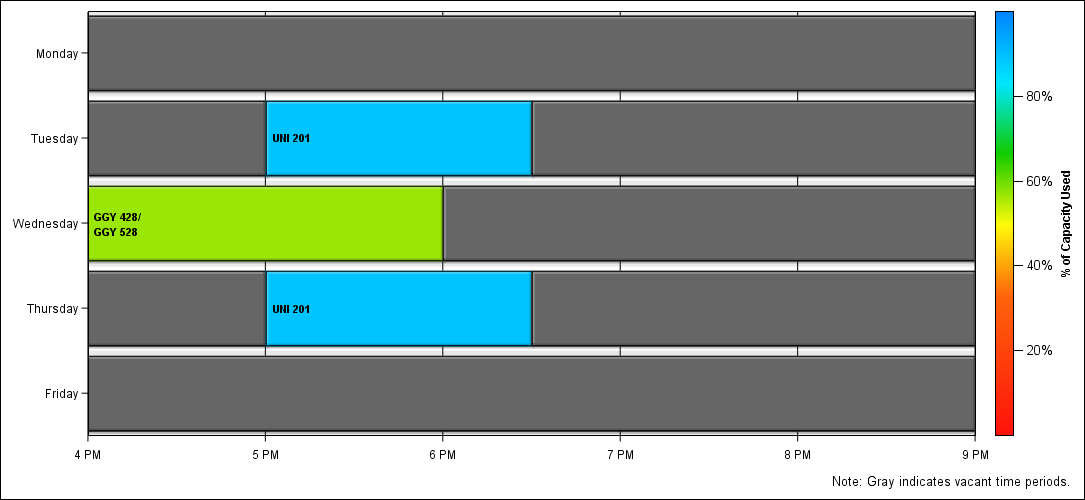 Monday
Tuesday
UNI 201
Wednesday
GGY 428/
GGY 528
Thursday
UNI 201
Friday
4 PM 5 PM 6 PM 7 PM 8 PM 9 PM
80%
60%
40%
20%
% of Capacity Used
Note: Gray indicates vacant time periods.